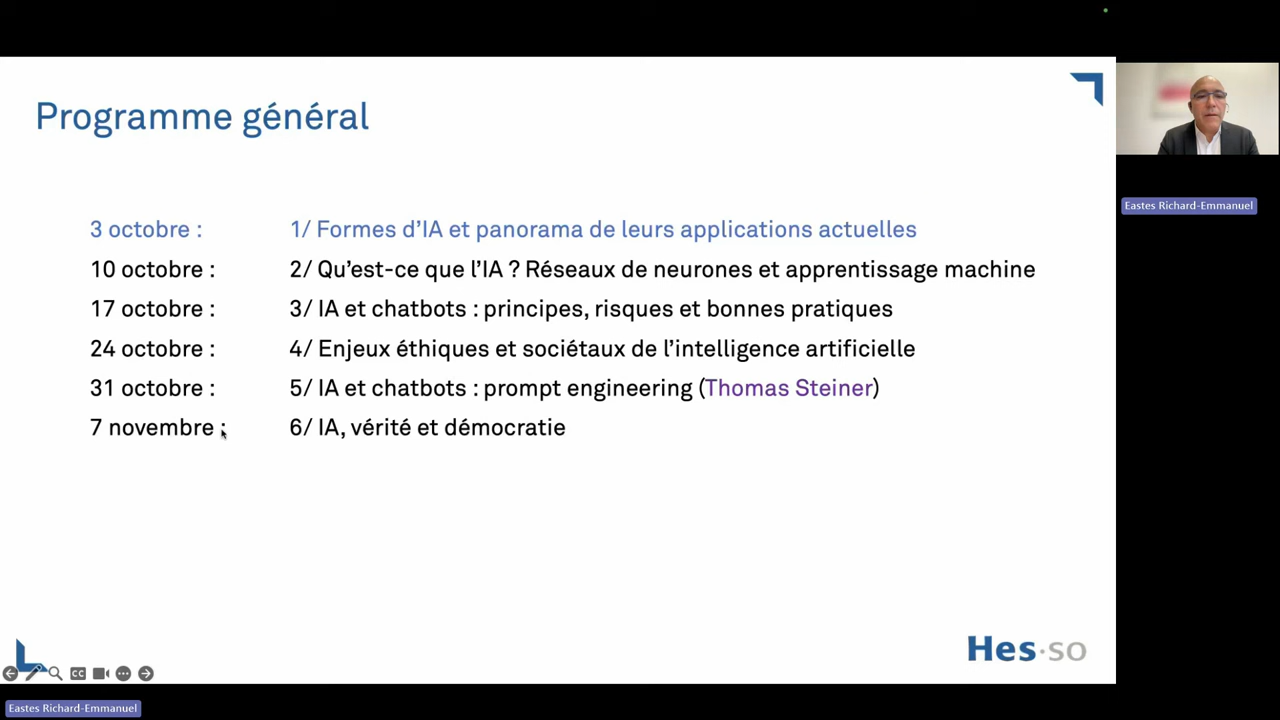 Programme général
3 octobre : 1/ Formes d’IA et panorama de leurs applications actuelles
10 octobre : 2/ Qu’est-ce que l’IA ? Réseaux de neurones et apprentissage machine
17 octobre : 3/ IA et chatbots : principes, risques et bonnes pratiques
24 octobre : 4/ Enjeux éthiques et sociétaux de l’intelligence artificielle
31 octobre : 5/ IA et chatbots : prompt engineering (Thomas Steiner)
7 novembre : 6/ IA, vérité et démocratie
Hes·so
CC
Eastes Richard-Emmanuel
Eastes Richard-Emmanuel